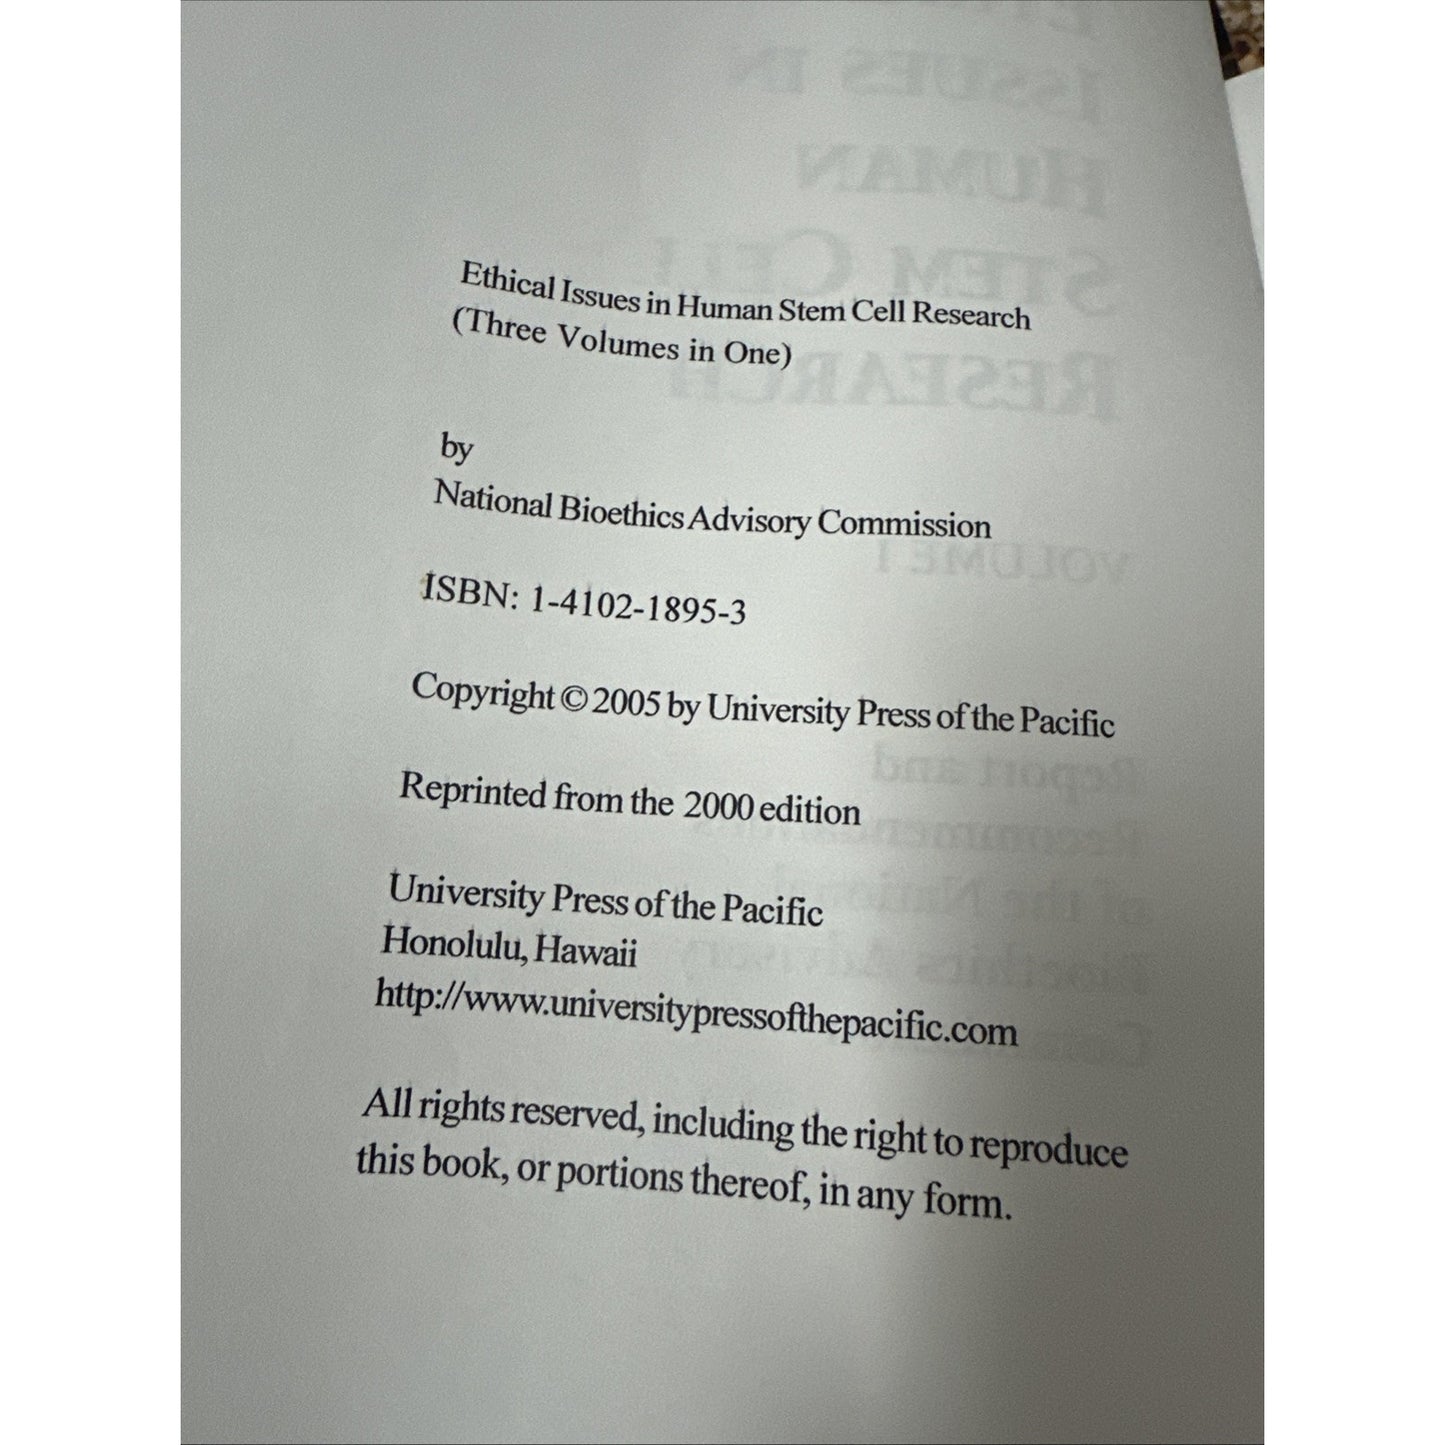 Ethical Issues in Human Stem Cell Research
(Three Volumes in One)
by
National Bioethics Advisory Commission
ISBN: 1-4102-1895-3
Copyright © 2005 by University Press of the Pacific
Reprinted from the 2000 edition
University Press of the Pacific
Honolulu, Hawaii
http://www.universitypressofthepacific.com
All rights reserved, including the right to reproduce
this book, or portions thereof, in any form.